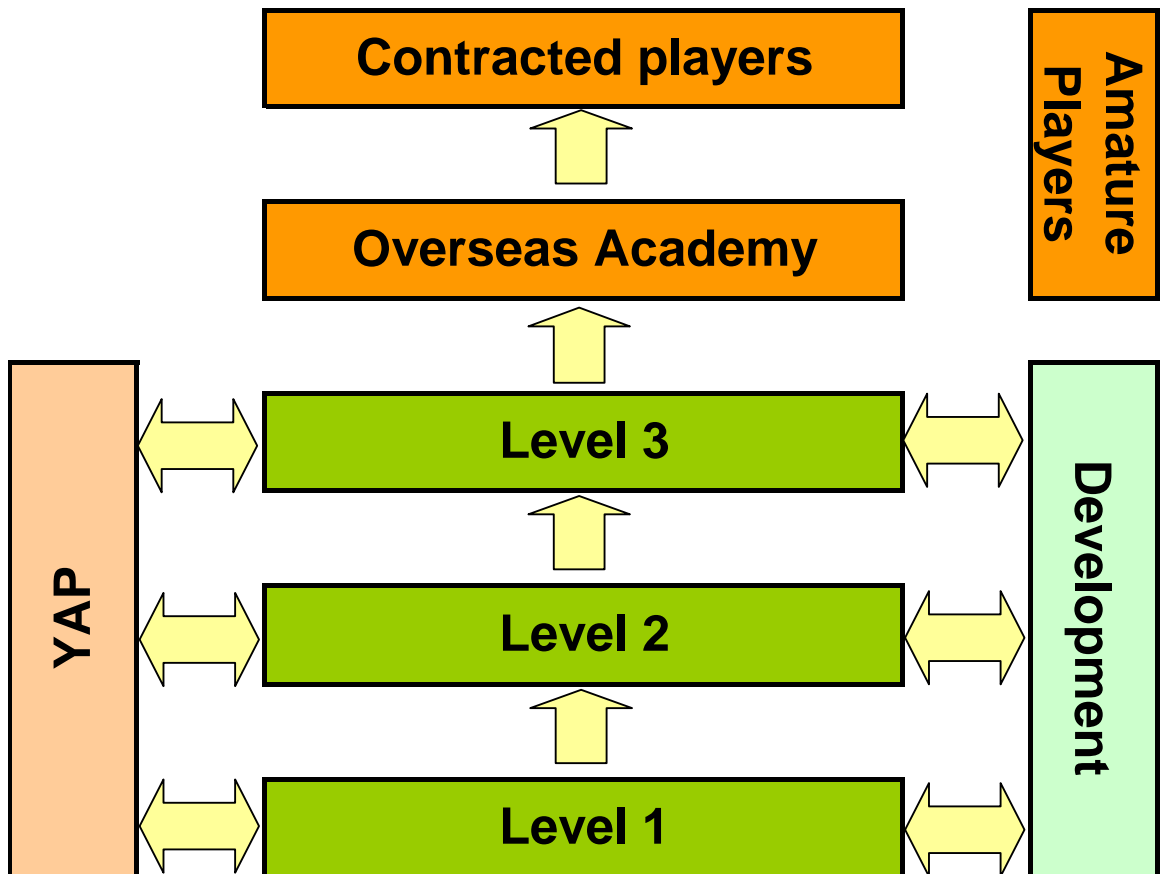 Contracted players
Amature
Players
Overseas Academy
Level 3
YAP
Development
Level 2
Level 1